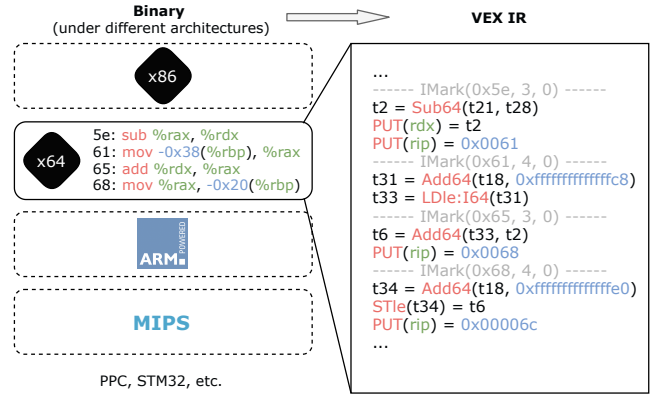 Binary
(under different architectures)
x86
x64
5e: sub %rax, %rdx
61: mov -0x38(%rbp), %rax
65: add %rdx, %rax
68: mov %rax, -0x20(%rbp)
ARM POWERED
MIPS
PPC, STM32, etc.
VEX IR
...
------ IMark(0x5e, 3, 0) ------
t2 = Sub64(t21, t28)
PUT(rdx) = t2
PUT(rip) = 0x0061
------ IMark(0x61, 4, 0) ------
t31 = Add64(t18, 0xffffffffffffffc8)
t33 = LDle:I64(t31)
------ IMark(0x65, 3, 0) ------
t6 = Add64(t33, t2)
PUT(rip) = 0x0068
------ IMark(0x68, 4, 0) ------
t34 = Add64(t18, 0xffffffffffffffe0)
STle(t34) = t6
PUT(rip) = 0x00006c
...